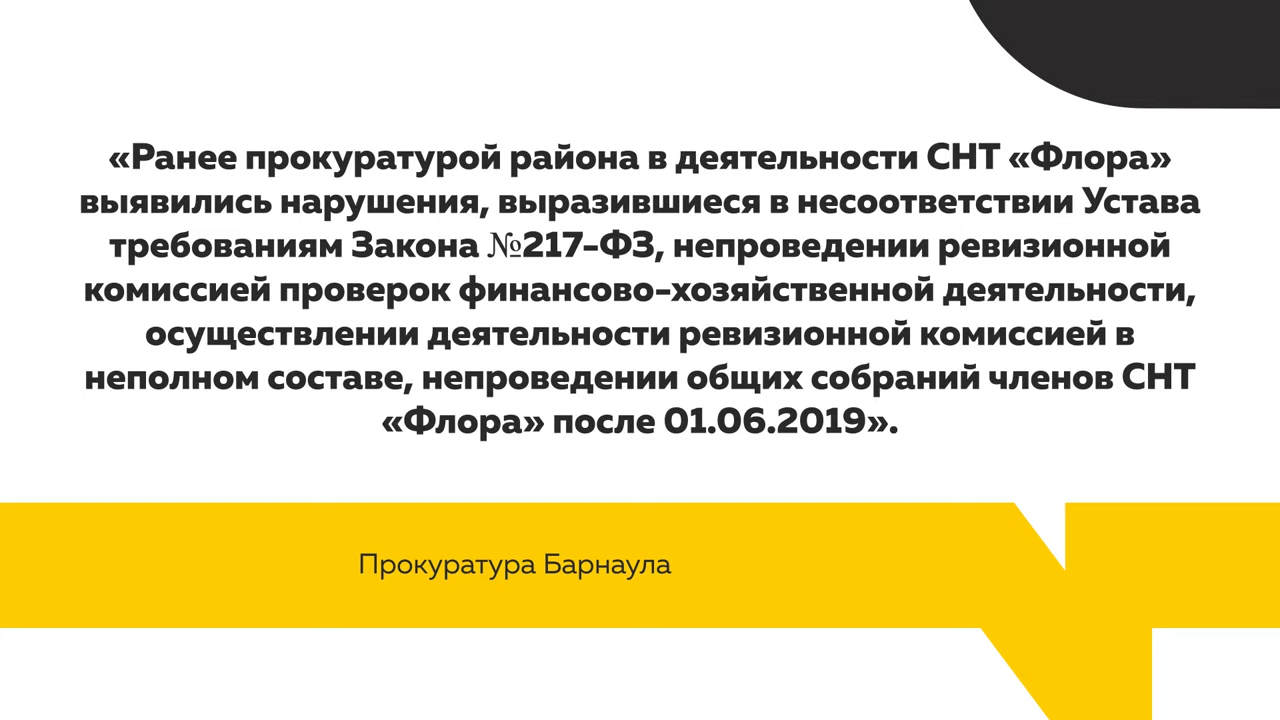 «Ранее прокуратурой района в деятельности СНТ «Флора»
выявились нарушения, выразившиеся в несоответствии Устава
требованиям Закона №217-ФЗ, непроведении ревизионной
комиссией проверок финансово-хозяйственной деятельности,
осуществлении деятельности ревизионной комиссией в
неполном составе, непроведении общих собраний членов СНТ
«Флора» после 01.06.2019».
Прокуратура Барнаула